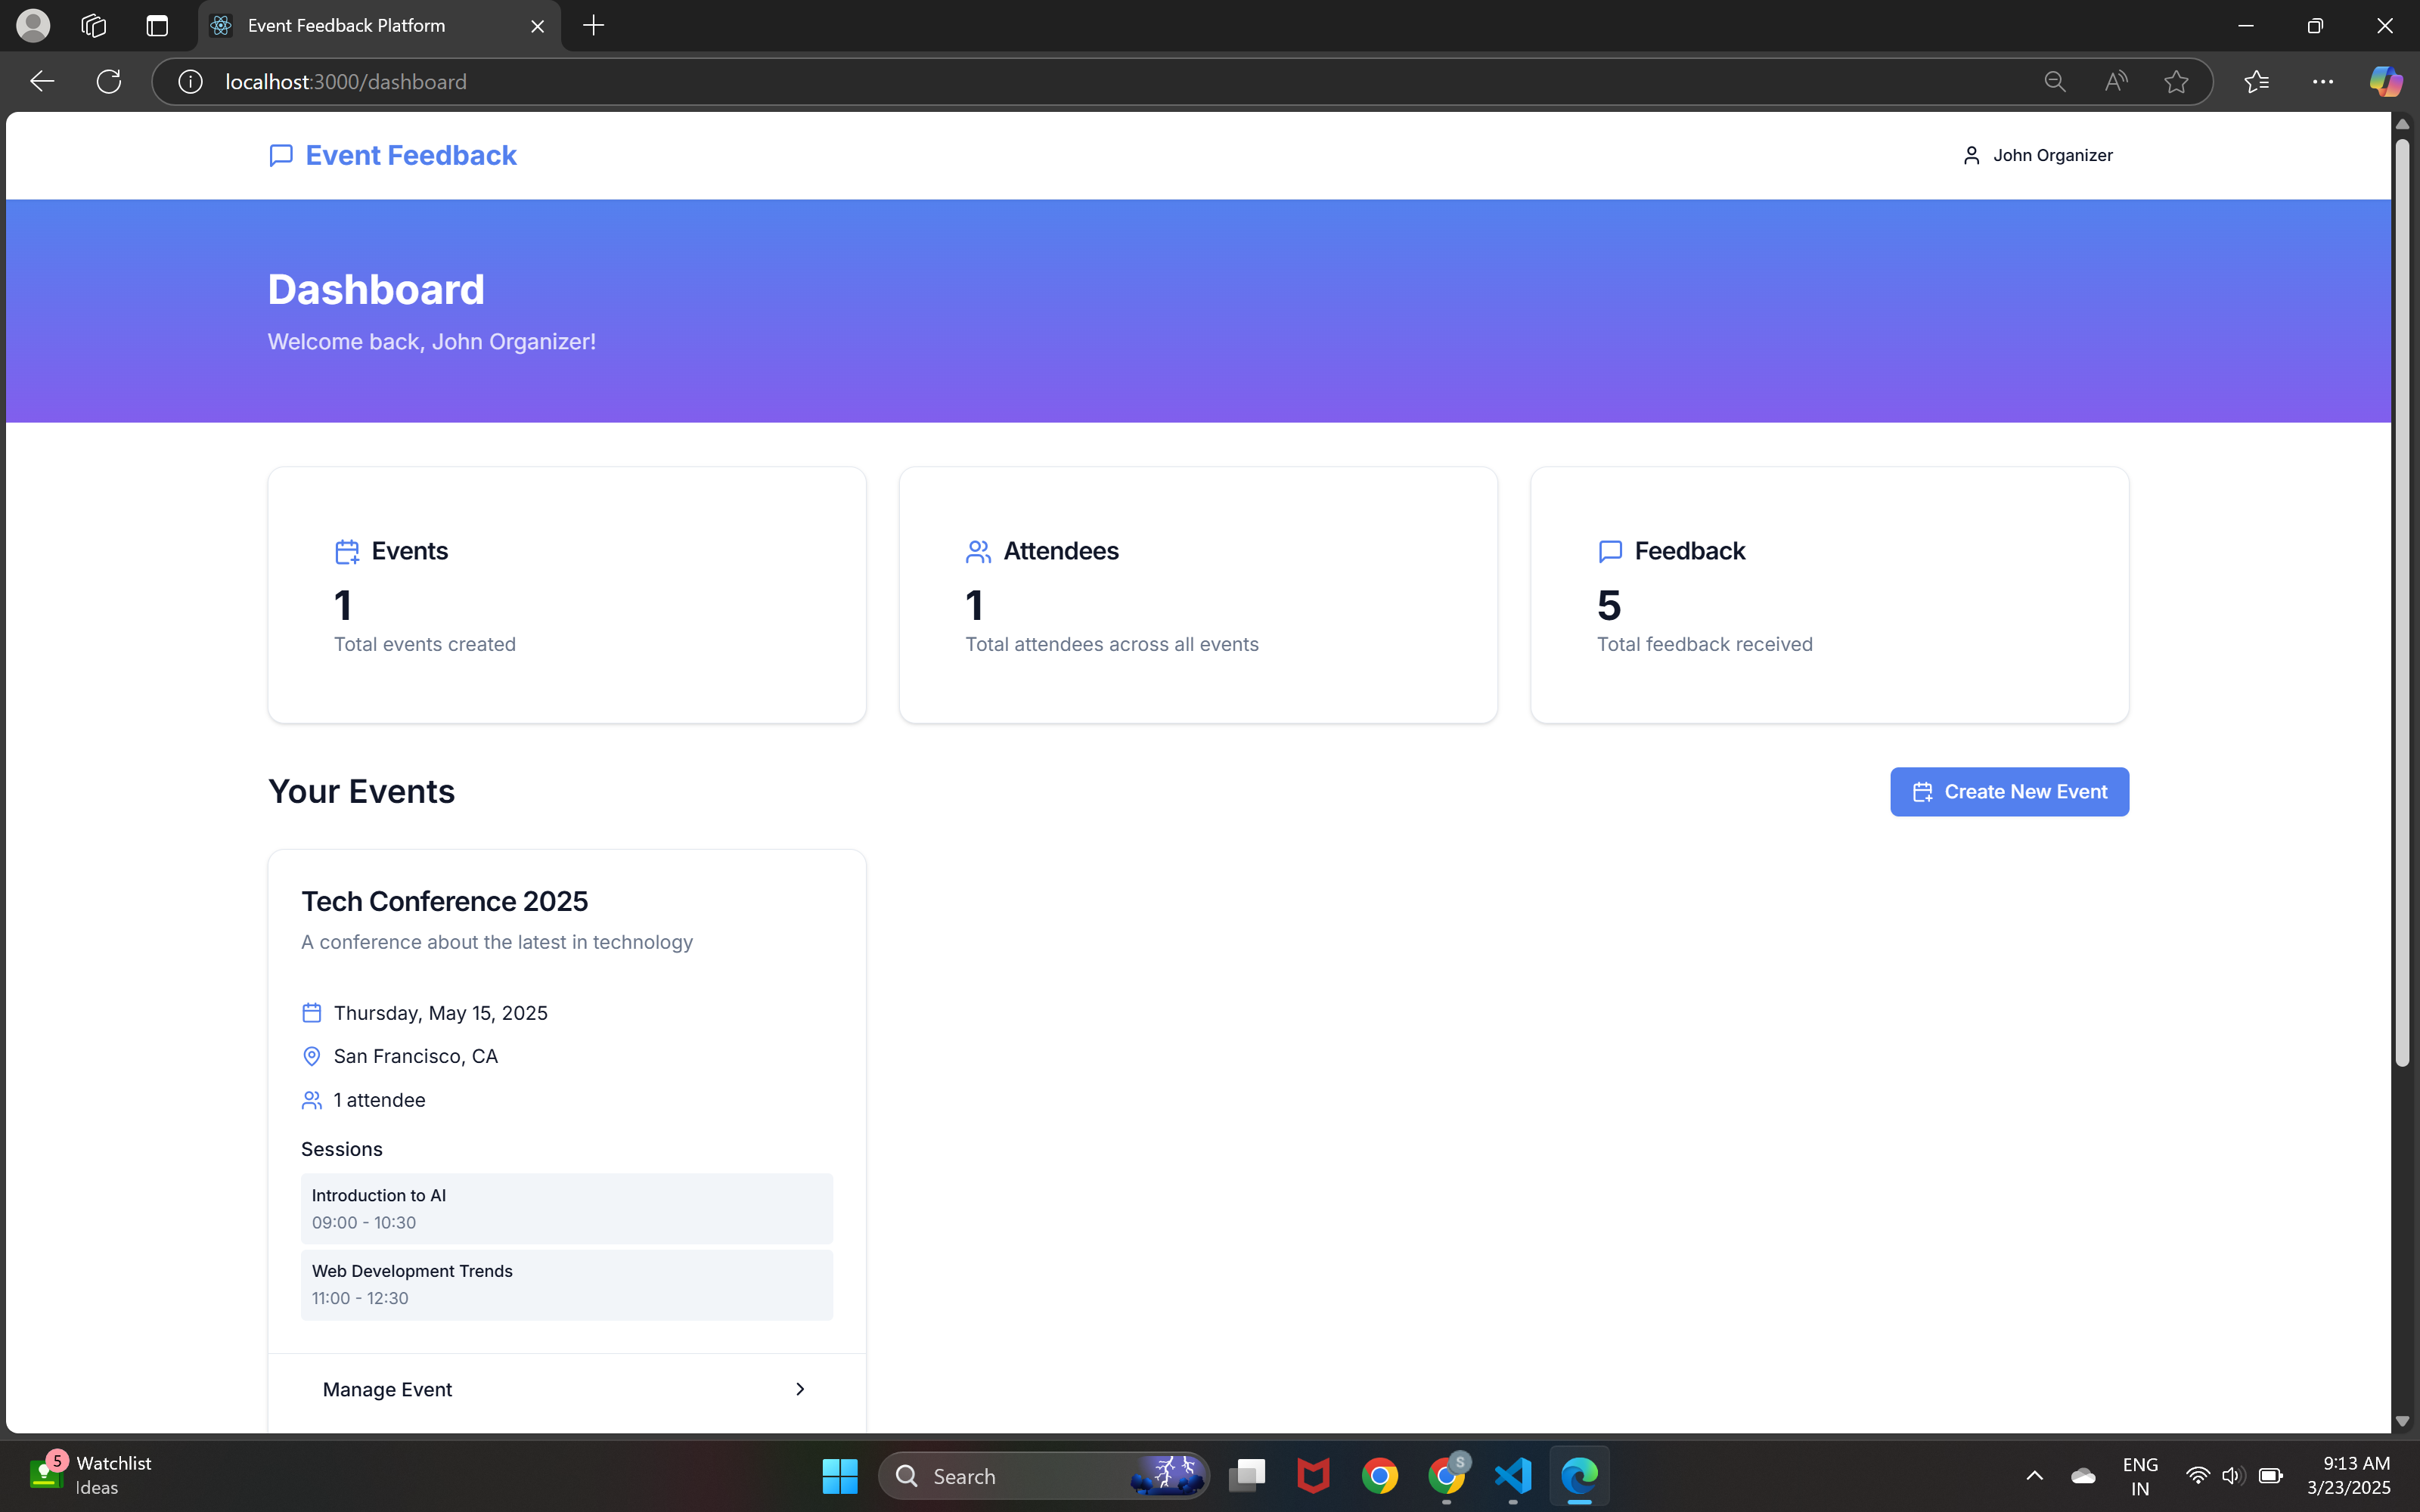 Event Feedback Platform
localhost:3000/dashboard
Event Feedback
John Organizer
Dashboard
Welcome back, John Organizer!
Events
1
Total events created
Attendees
1
Total attendees across all events
Feedback
5
Total feedback received
Your Events
Create New Event
Tech Conference 2025
A conference about the latest in technology
Thursday, May 15, 2025
San Francisco, CA
1 attendee
Sessions
Introduction to AI
09:00 - 10:30
Web Development Trends
11:00 - 12:30
Manage Event
5
Watchlist
Ideas
Search
S
ENG
IN
9:13 AM
3/23/2025